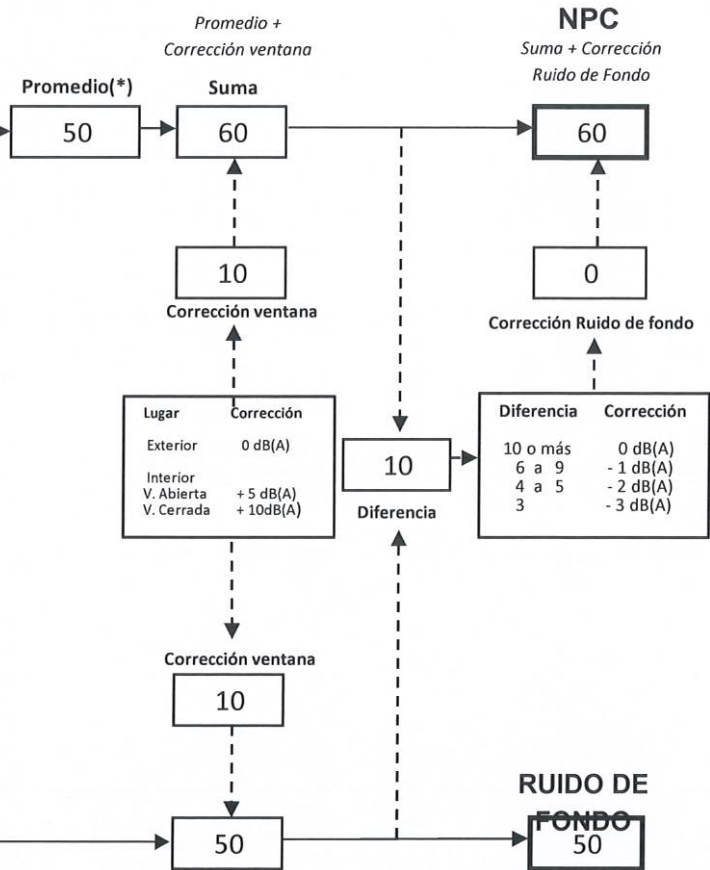 NPC
Promedio +
Corrección ventana
Suma + Corrección
Ruido de Fondo
Promedio(*)
Suma
50
60
60
10
0
Corrección ventana
Corrección Ruido de fondo
Lugar Corrección
Exterior 0 dB(A)
Interior
V. Abierta + 5 dB(A)
V. Cerrada + 10dB(A)
10
Diferencia
Diferencia Corrección
10 o más 0 dB(A)
6 a 9 - 1 dB(A)
4 a 5 - 2 dB(A)
3 - 3 dB(A)
Corrección ventana
10
RUIDO DE
FONDO
50
50